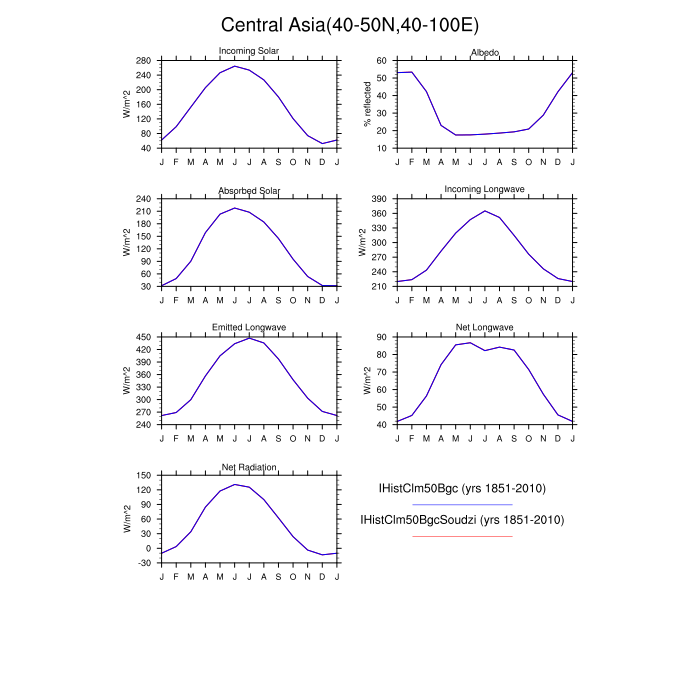 Central Asia(40-50N,40-100E)
Incoming Solar
W/m^2
280
240
200
160
120
80
40
J F M A M J J A S O N D J
Albedo
% reflected
60
50
40
30
20
10
J F M A M J J A S O N D J
Absorbed Solar
W/m^2
240
210
180
150
120
90
60
30
J F M A M J J A S O N D J
Incoming Longwave
W/m^2
390
360
330
300
270
240
210
J F M A M J J A S O N D J
Emitted Longwave
W/m^2
450
420
390
360
330
300
270
240
J F M A M J J A S O N D J
Net Longwave
W/m^2
90
80
70
60
50
40
J F M A M J J A S O N D J
Net Radiation
W/m^2
150
120
90
60
30
0
-30
J F M A M J J A S O N D J
IHistClm50Bgc (yrs 1851-2010)
IHistClm50BgcSoudzi (yrs 1851-2010)